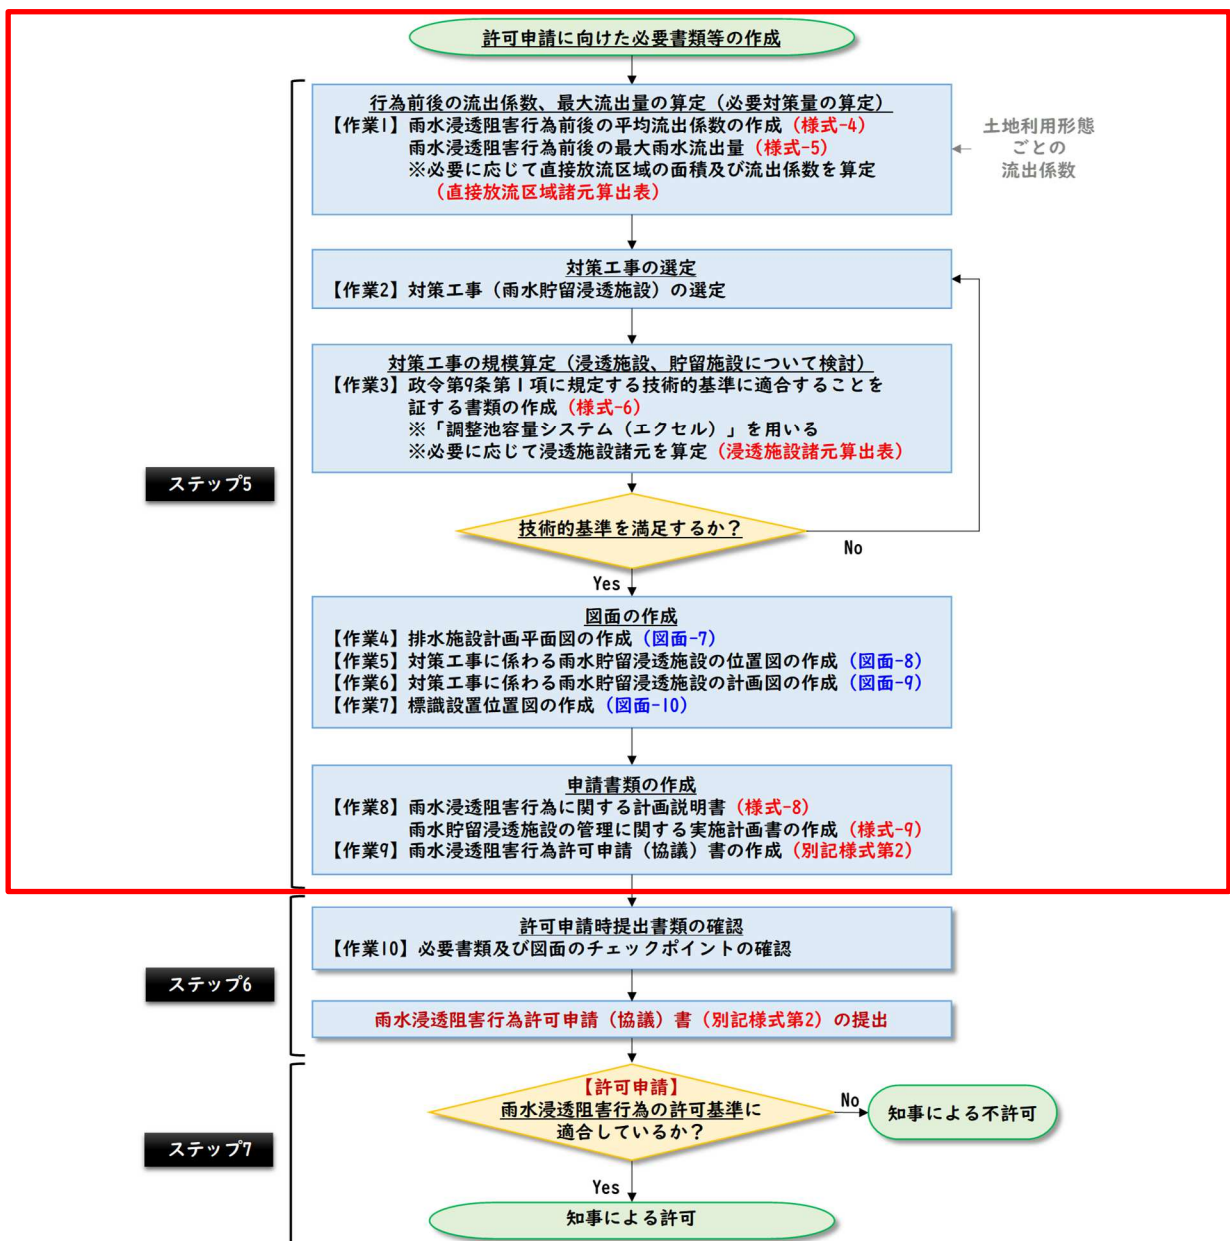 許可申請に向けた必要書類等の作成
行為前後の流出係数、最大流出量の算定（必要対策量の算定）
【作業1】雨水浸透阻害行為前後の平均流出係数の作成（様式-4）
雨水浸透阻害行為前後の最大雨水流出量（様式-5）
※必要に応じて直接放流区域の面積及び流出係数を算定
（直接放流区域諸元算出表）
土地利用形態
ごとの
流出係数
対策工事の選定
【作業2】対策工事（雨水貯留浸透施設）の選定
対策工事の規模算定（浸透施設、貯留施設について検討）
【作業3】政令第9条第1項に規定する技術的基準に適合することを
証する書類の作成（様式-6）
※「調整池容量システム（エクセル）」を用いる
※必要に応じて浸透施設諸元を算定（浸透施設諸元算出表）
ステップ5
技術的基準を満足するか？
No
Yes
図面の作成
【作業4】排水施設計画平面図の作成（図面-7）
【作業5】対策工事に係わる雨水貯留浸透施設の位置図の作成（図面-8）
【作業6】対策工事に係わる雨水貯留浸透施設の計画図の作成（図面-9）
【作業7】標識設置位置図の作成（図面-10）
申請書類の作成
【作業8】雨水浸透阻害行為に関する計画説明書（様式-8）
雨水貯留浸透施設の管理に関する実施計画書の作成（様式-9）
【作業9】雨水浸透阻害行為許可申請（協議）書の作成（別記様式第2）
許可申請時提出書類の確認
【作業10】必要書類及び図面のチェックポイントの確認
ステップ6
雨水浸透阻害行為許可申請（協議）書（別記様式第2）の提出
【許可申請】
雨水浸透阻害行為の許可基準に
適合しているか？
No
知事による不許可
ステップ7
Yes
知事による許可